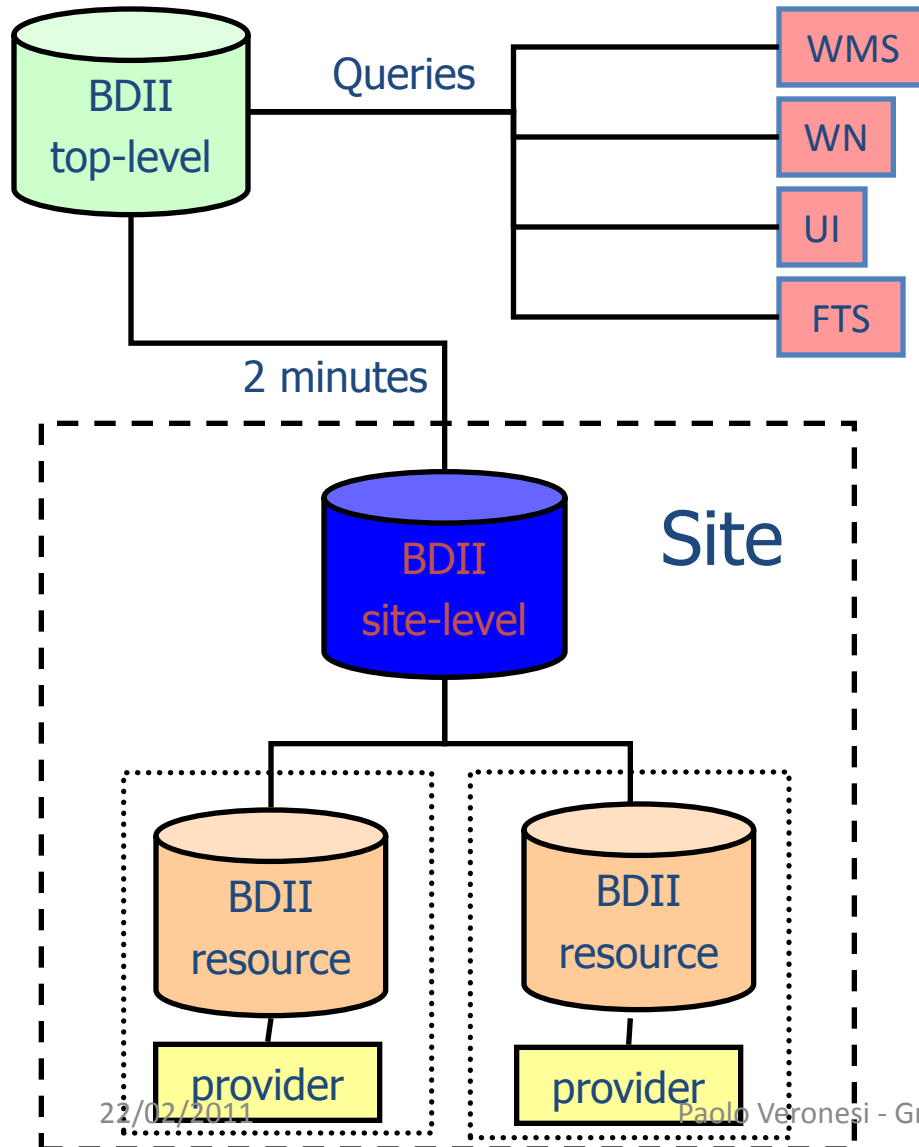 BDII
top-level
Queries
WMS
WN
UI
FTS
2 minutes
Site
BDII
site-level
BDII
resource
BDII
resource
provider
provider
22/02/2011
Paolo Veronesi - Gr